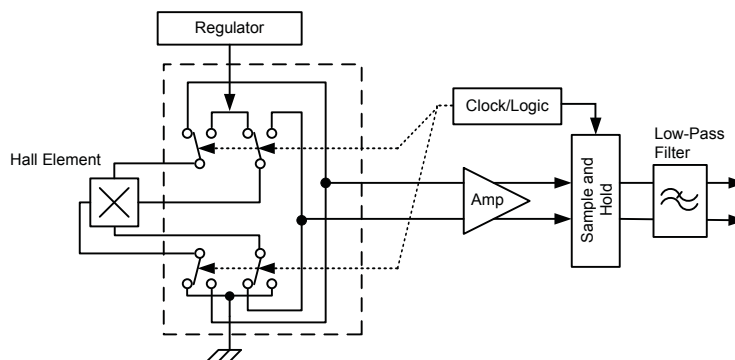 Regulator
Clock/Logic
Low-Pass
Filter
Hall Element
Amp
Sample and
Hold